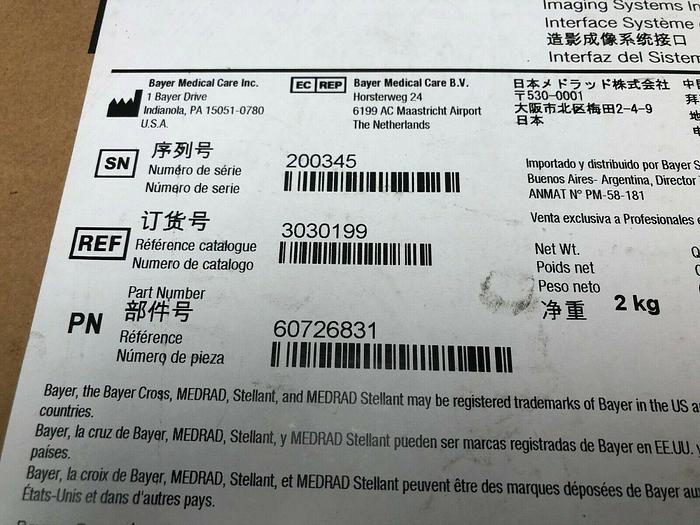 Imaging Systems In
Interface Système
造影成像系统接口
Interfaz del Sistem
Bayer Medical Care Inc.
1 Bayer Drive
Indianola, PA 15051-0780
U.S.A.
EC REP
Bayer Medical Care B.V.
Horsterweg 24
6199 AC Maastricht Airport
The Netherlands
日本メドラッド株式会社
〒530-0001
大阪市北区梅田2-4-9
日本
中
拜
地
电
SN
序列号
Numéro de série
Número de serie
200345
Importado y distribuido por Bayer S
Buenos Aires- Argentina, Director
ANMAT N° PM-58-181
Venta exclusiva a Profesionales e
REF
订货号
Référence catalogue
Numero de catalogo
3030199
Net Wt.
Poids net
Peso neto
净重
2 kg
Q
C
C
PN
Part Number
部件号
Référence
Número de pieza
60726831
Bayer, the Bayer Cross, MEDRAD, Stellant, and MEDRAD Stellant may be registered trademarks of Bayer in the US a
countries.
Bayer, la cruz de Bayer, MEDRAD, Stellant, y MEDRAD Stellant pueden ser marcas registradas de Bayer en EE.UU. y
países.
Bayer, la croix de Bayer, MEDRAD, Stellant, et MEDRAD Stellant peuvent être des marques déposées de Bayer aux
États-Unis et dans d'autres pays.